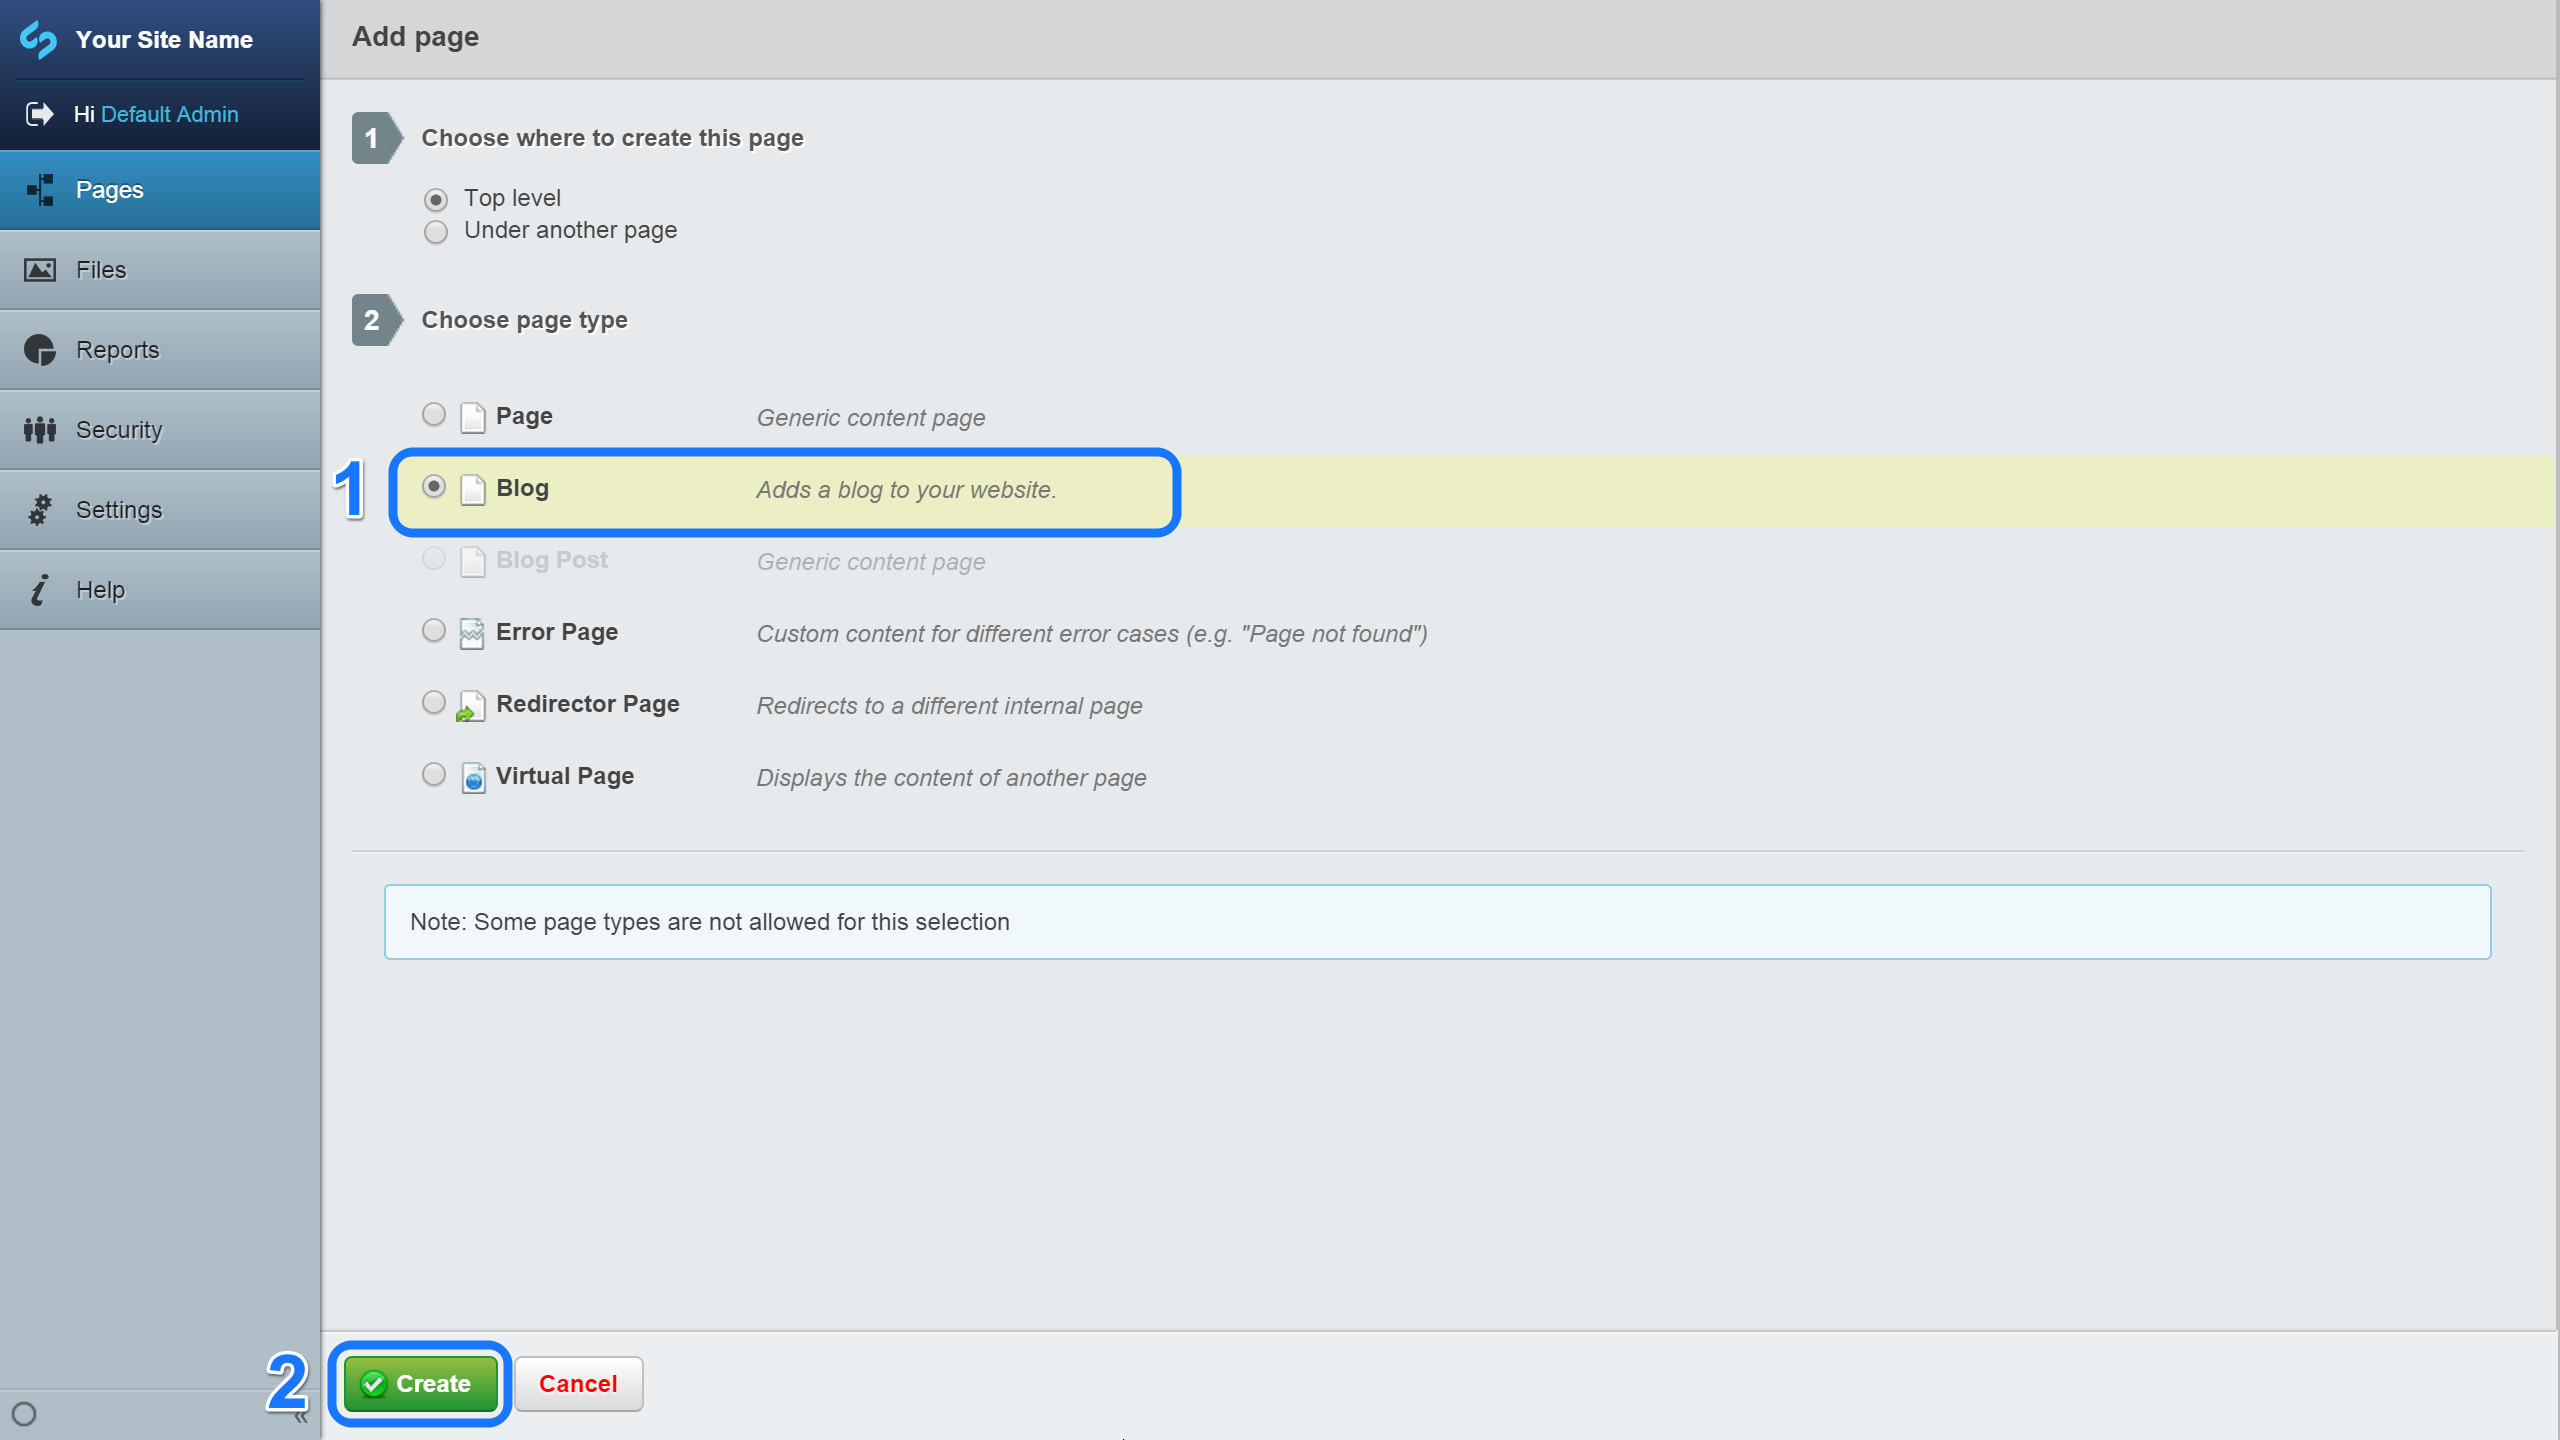 Your Site Name
Hi Default Admin
Pages
Files
Reports
Security
Settings
Help
Add page
1 Choose where to create this page
Top level
Under another page
2 Choose page type
Page Generic content page
1 Blog Adds a blog to your website.
Blog Post Generic content page
Error Page Custom content for different error cases (e.g. "Page not found")
Redirector Page Redirects to a different internal page
Virtual Page Displays the content of another page
Note: Some page types are not allowed for this selection
2 Create Cancel
«